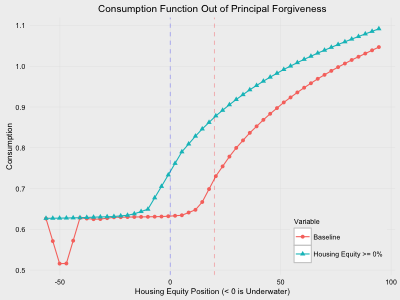 Consumption Function Out of Principal Forgiveness
1.1
1.0
0.9
0.8
0.7
0.6
0.5
Consumption
-50
0
50
100
Housing Equity Position (< 0 is Underwater)
Variable
Baseline
Housing Equity >= 0%